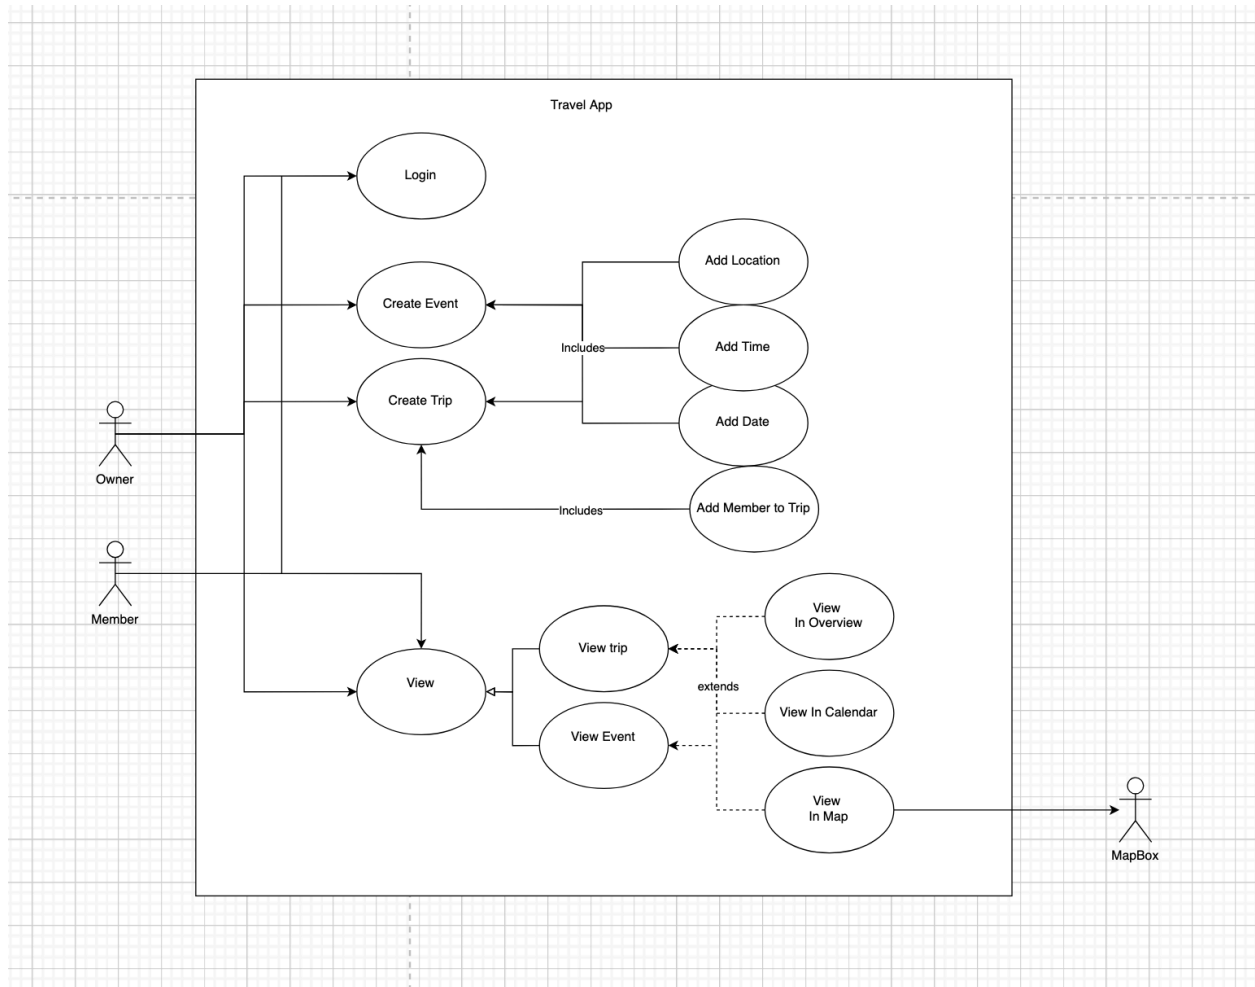 Travel App
Login
Create Event
Create Trip
Add Location
Includes
Add Time
Add Date
Includes
Add Member to Trip
Owner
Member
View
View trip
View Event
extends
View
In Overview
View In Calendar
View
In Map
MapBox